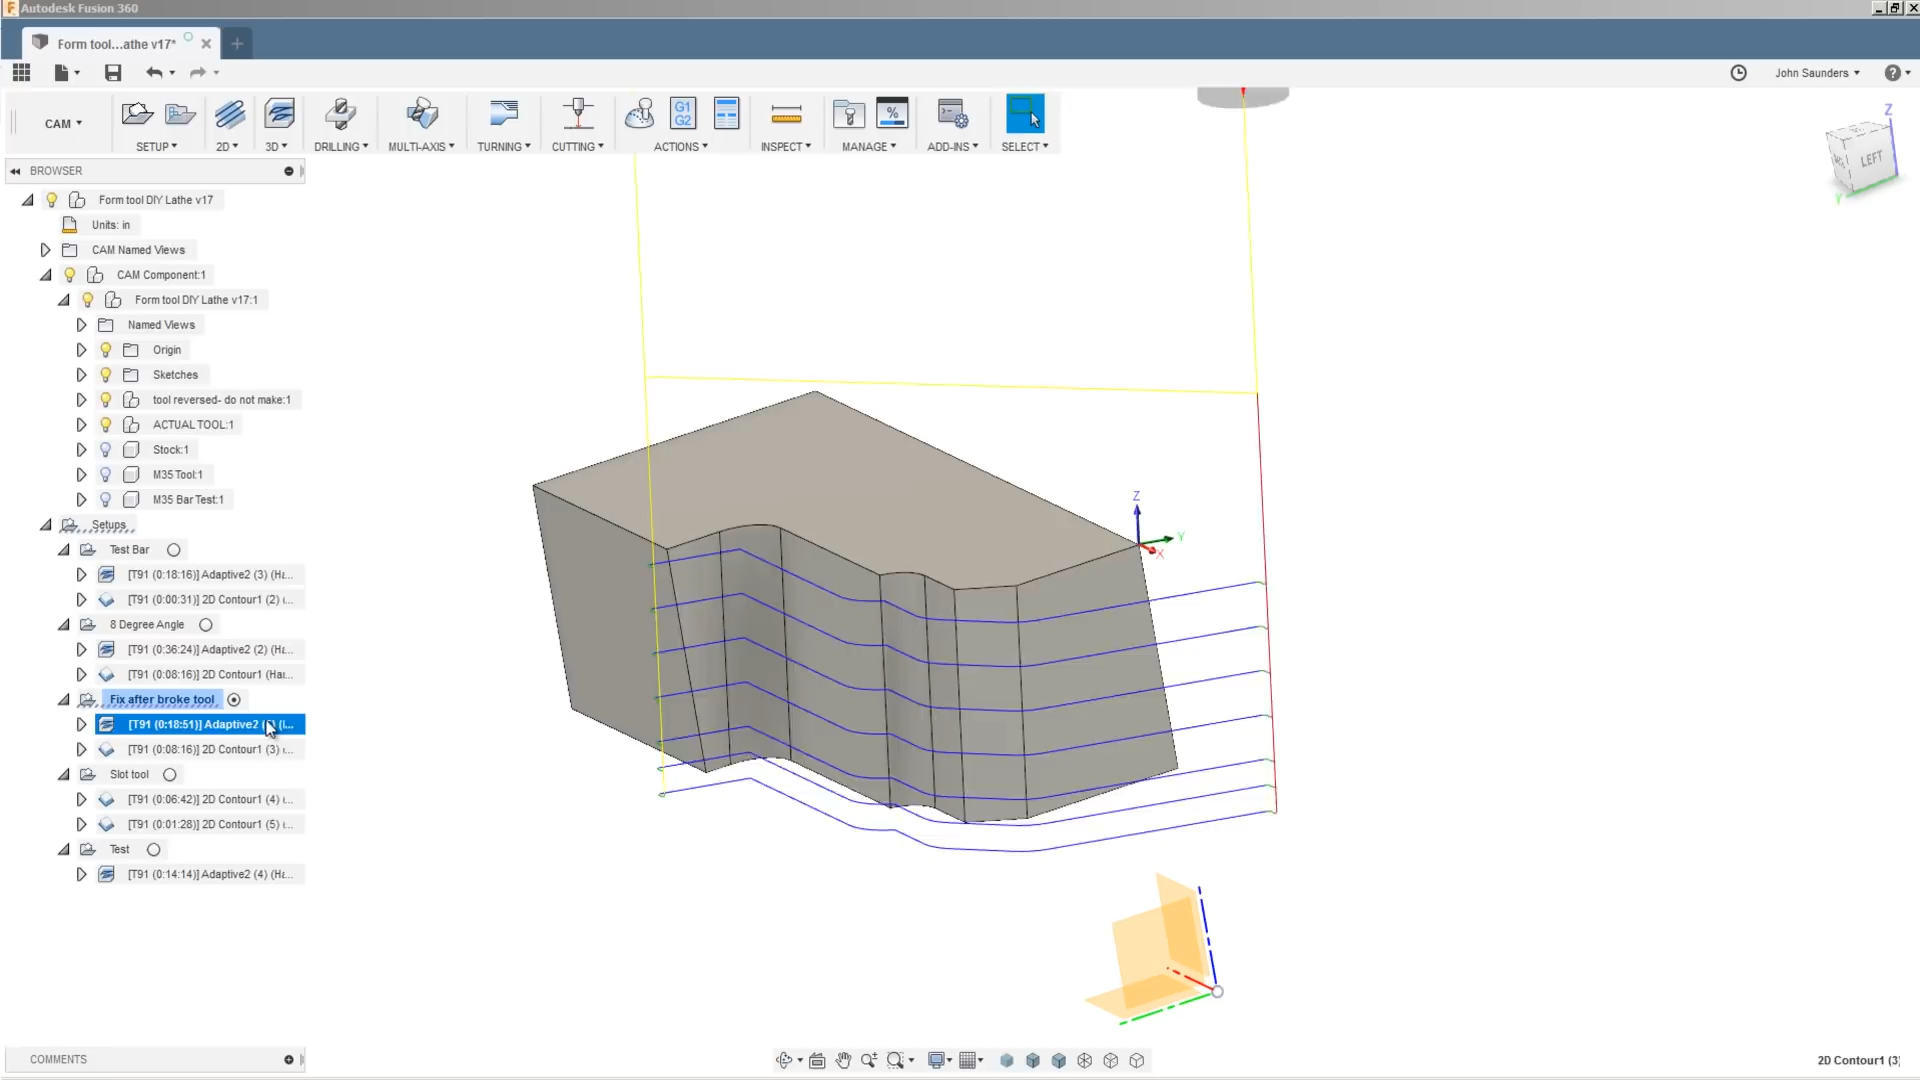 Autodesk Fusion 360
Form tool...athe v17*
John Saunders
CAM
G1
G2
%
SETUP
2D
3D
DRILLING
MULTI-AXIS
TURNING
CUTTING
ACTIONS
INSPECT
MANAGE
ADD-INS
SELECT
BROWSER
Form tool DIY Lathe v17
Units: in
CAM Named Views
CAM Component:1
Form tool DIY Lathe v17:1
Named Views
Origin
Sketches
tool reversed- do not make:1
ACTUAL TOOL:1
Stock:1
M35 Tool:1
M35 Bar Test:1
Setups
Test Bar
[T91 (0:18:16)] Adaptive2 (3) (Ha...
[T91 (0:00:31)] 2D Contour1 (2) (...
8 Degree Angle
[T91 (0:36:24)] Adaptive2 (2) (Ha...
[T91 (0:08:16)] 2D Contour1 (Hai...
Fix after broke tool
[T91 (0:18:51)] Adaptive2
[T91 (0:08:16)] 2D Contour1 (3) (...
Slot tool
[T91 (0:06:42)] 2D Contour1 (4) (...
[T91 (0:01:28)] 2D Contour1 (5) (...
Test
[T91 (0:14:14)] Adaptive2 (4) (Ha...
Z
LEFT
Y
Z
Y
X
COMMENTS
2D Contour1 (3)